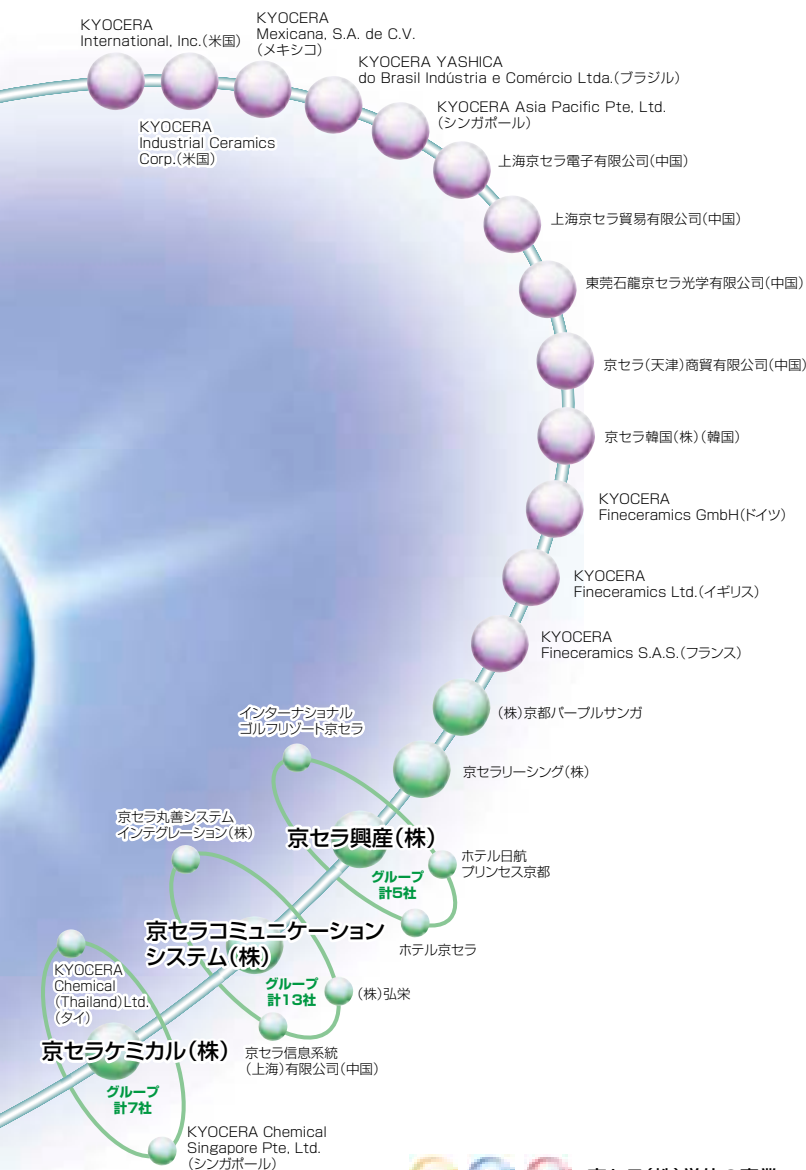 KYOCERA
International, Inc.(米国)
KYOCERA
Mexicana, S.A. de C.V.
(メキシコ)
KYOCERA YASHICA
do Brasil Indústria e Comércio Ltda.(ブラジル)
KYOCERA Asia Pacific Pte, Ltd.
(シンガポール)
KYOCERA
Industrial Ceramics
Corp.(米国)
上海京セラ電子有限公司(中国)
上海京セラ貿易有限公司(中国)
東莞石龍京セラ光学有限公司(中国)
京セラ(天津)商貿有限公司(中国)
京セラ韓国(株)(韓国)
KYOCERA
Fineceramics GmbH(ドイツ)
KYOCERA
Fineceramics Ltd.(イギリス)
KYOCERA
Fineceramics S.A.S.(フランス)
(株)京都パープルサンガ
京セラリーシング(株)
インターナショナル
ゴルフリゾート京セラ
京セラ興産(株)
グループ
計5社
ホテル日航
プリンセス京都
ホテル京セラ
京セラ丸善システム
インテグレーション(株)
京セラコミュニケーション
システム(株)
グループ
計13社
(株)弘栄
京セラ信息系統
(上海)有限公司(中国)
KYOCERA
Chemical
(Thailand)Ltd.
(タイ)
京セラケミカル(株)
グループ
計7社
KYOCERA Chemical
Singapore Pte, Ltd.
(シンガポール)